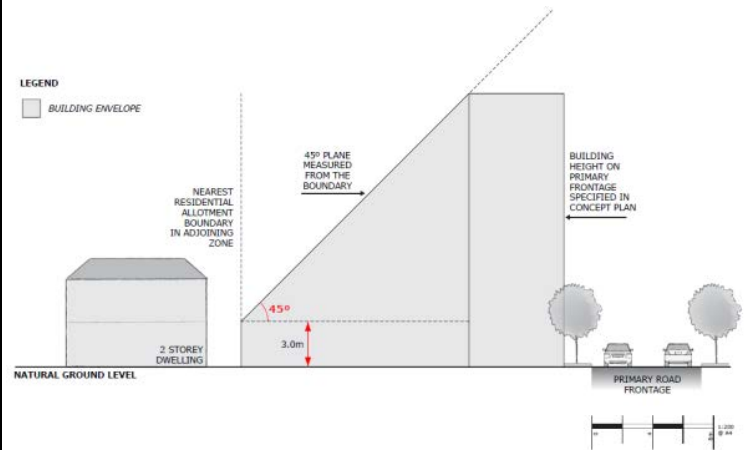 LEGEND
BUILDING ENVELOPE
45º PLANE
MEASURED
FROM THE
BOUNDARY
BUILDING
HEIGHT ON
PRIMARY
FRONTAGE
SPECIFIED IN
CONCEPT PLAN
NEAREST
RESIDENTIAL
ALLOTMENT
BOUNDARY
IN ADJOINING
ZONE
45º
3.0m
2 STOREY
DWELLING
NATURAL GROUND LEVEL
PRIMARY ROAD
FRONTAGE
1:200